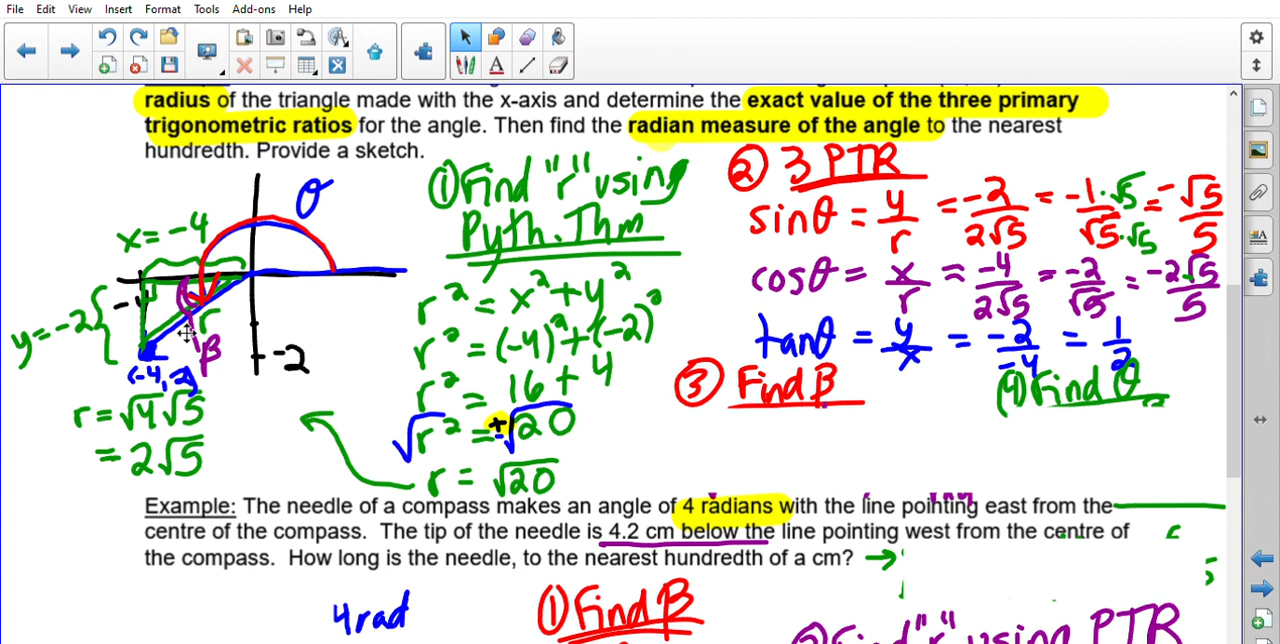 File Edit View Insert Format Tools Add-ons Help
radius of the triangle made with the x-axis and determine the exact value of the three primary
trigonometric ratios for the angle. Then find the radian measure of the angle to the nearest
hundredth. Provide a sketch.
θ
x = -4
y = -2
r
β
(-4,-2)
-2
r = √4√5
= 2√5
① Find "r" using
Pyth. Thm
r² = x² + y²
r² = (-4)² + (-2)²
r² = 16 + 4
√r² = ±√20
r = √20
② 3 PTR
sinθ = y/r = -2/2√5 = -1·√5/√5·√5 = -√5/5
cosθ = x/r = -4/2√5 = -2/√5 = -2√5/5
tanθ = y/x = -2/-4 = 1/2
③ Find β
④ Find θ
Example: The needle of a compass makes an angle of 4 radians with the line pointing east from the
centre of the compass. The tip of the needle is 4.2 cm below the line pointing west from the centre of
the compass. How long is the needle, to the nearest hundredth of a cm?
4 rad
① Find β
"r" using PTR